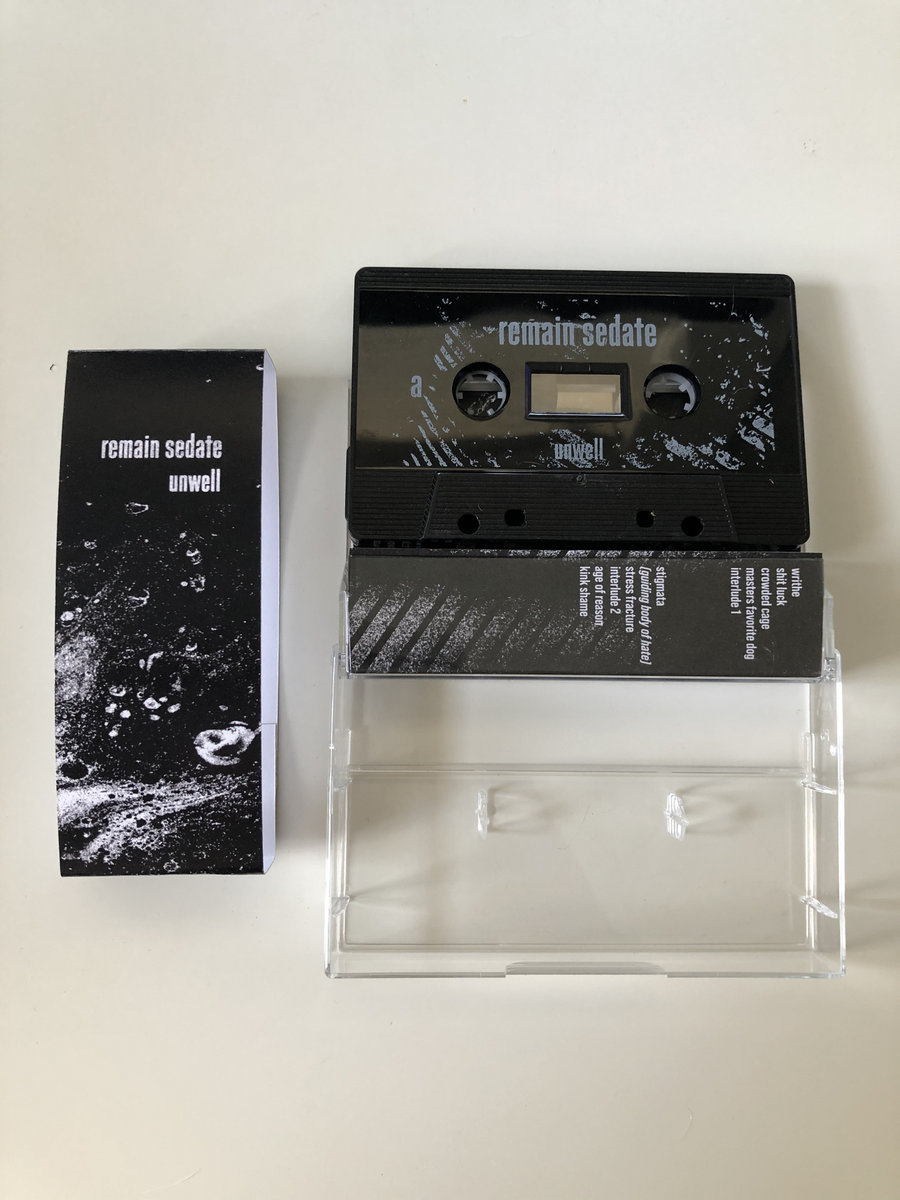 remain sedate
unwell
remain sedate
a
unwell
writhe
shit luck
crowded cage
masters favorite dog
interlude 1
stigmata
[guiding body of hate]
stress fracture
interlude 2
age of reason
kink shame